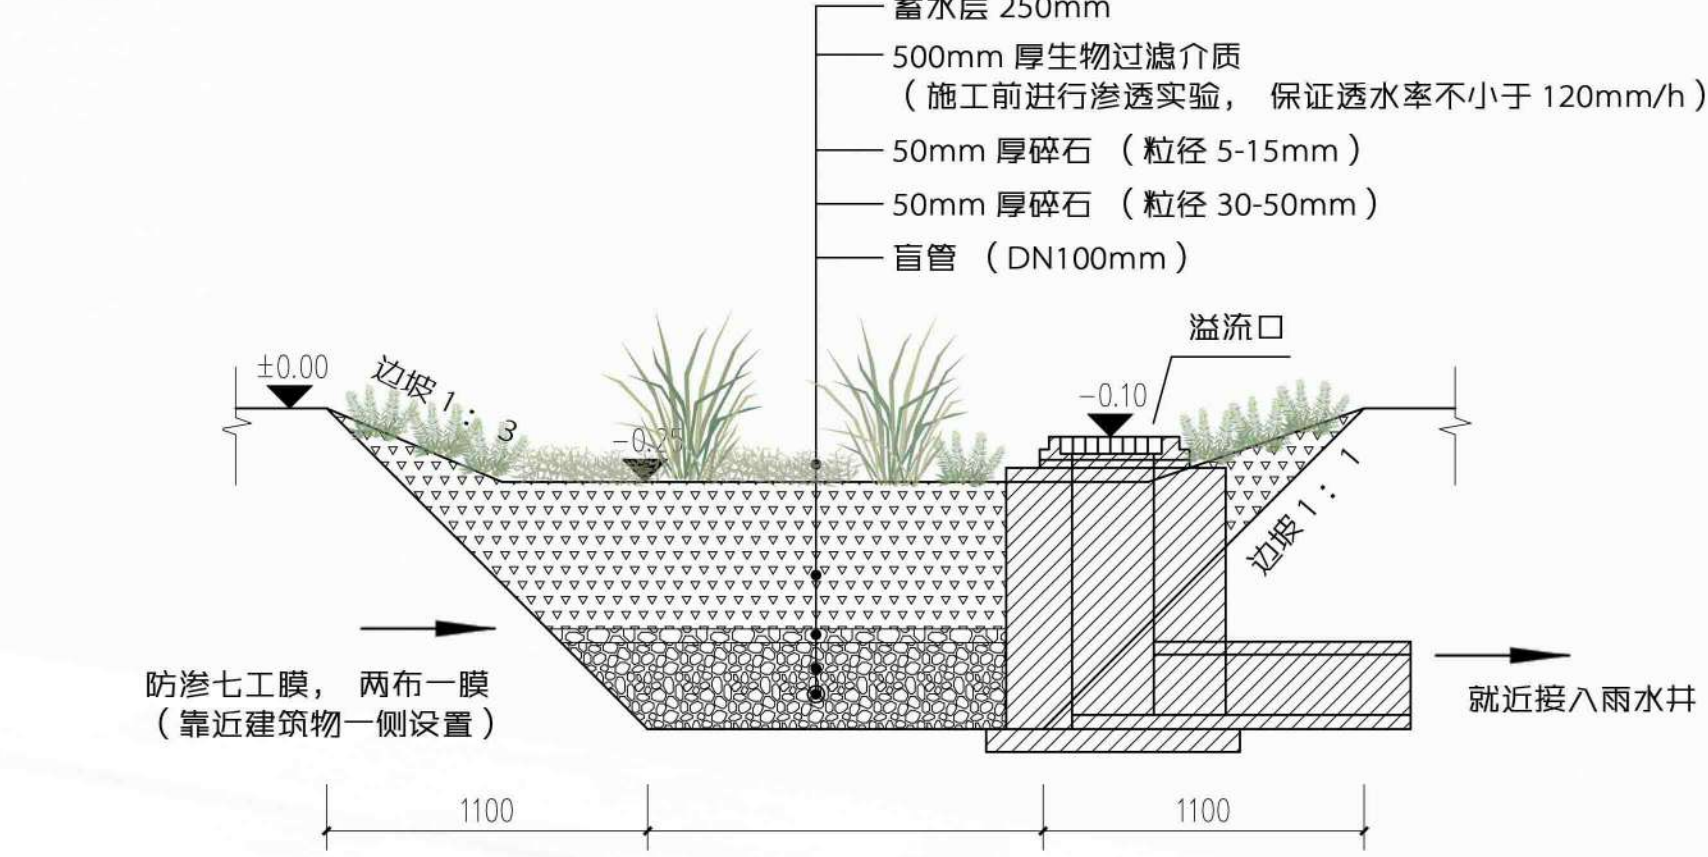 蓄水层 250mm
500mm 厚生物过滤介质
（施工前进行渗透实验， 保证透水率不小于 120mm/h）
50mm 厚碎石 （粒径 5-15mm）
50mm 厚碎石 （粒径 30-50mm）
盲管 （DN100mm）
溢流口
±0.00
边坡 1：3
-0.10
-0.25
边坡 1：1
防渗七工膜， 两布一膜
（靠近建筑物一侧设置）
就近接入雨水井
1100
1100